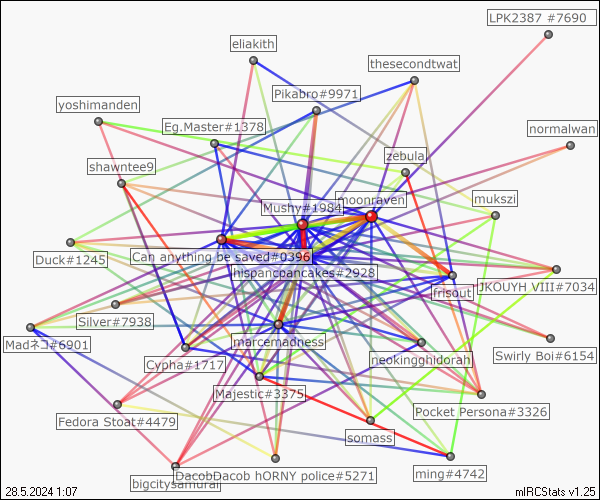 LPK2387 #7690
eliakith
thesecondtwat
Pikabro#9971
yoshimanden
Eg.Master#1378
normalwan
zebula
shawntee9
mukszi
moonraven
Mushy#1984
Duck#1245
Can anything be saved#0396
hispancpancakes#2928
JKOUYH VIII#7034
frisout
Silver#7938
Madネコ#6901
marcemadness
Cypha#1717
neokingghidorah
Swirly Boi#6154
Majestic#3375
Pocket Persona#3326
Fedora Stoat#4479
somass
DacobDacob hORNY police#5271
ming#4742
bigcitysamurai
28.5.2024 1:07
mIRCStats v1.25